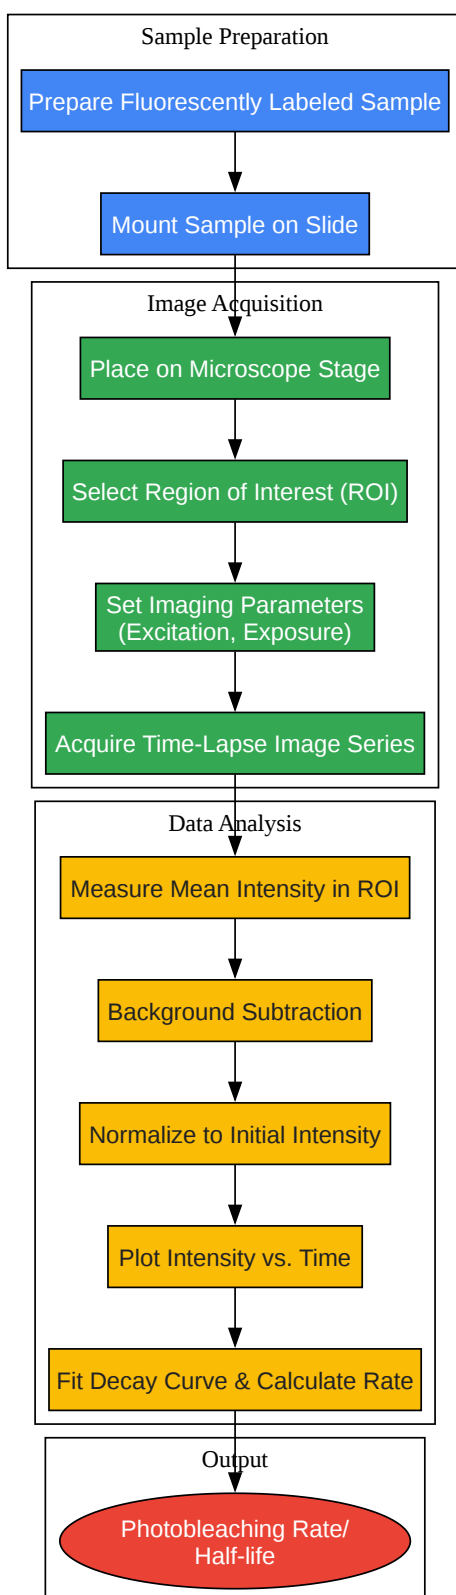 Sample Preparation
Prepare Fluorescently Labeled Sample
Mount Sample on Slide
Image Acquisition
Place on Microscope Stage
Select Region of Interest (ROI)
Set Imaging Parameters
(Excitation, Exposure)
Acquire Time-Lapse Image Series
Data Analysis
Measure Mean Intensity in ROI
Background Subtraction
Normalize to Initial Intensity
Plot Intensity vs. Time
Fit Decay Curve & Calculate Rate
Output
Photobleaching Rate/
Half-life